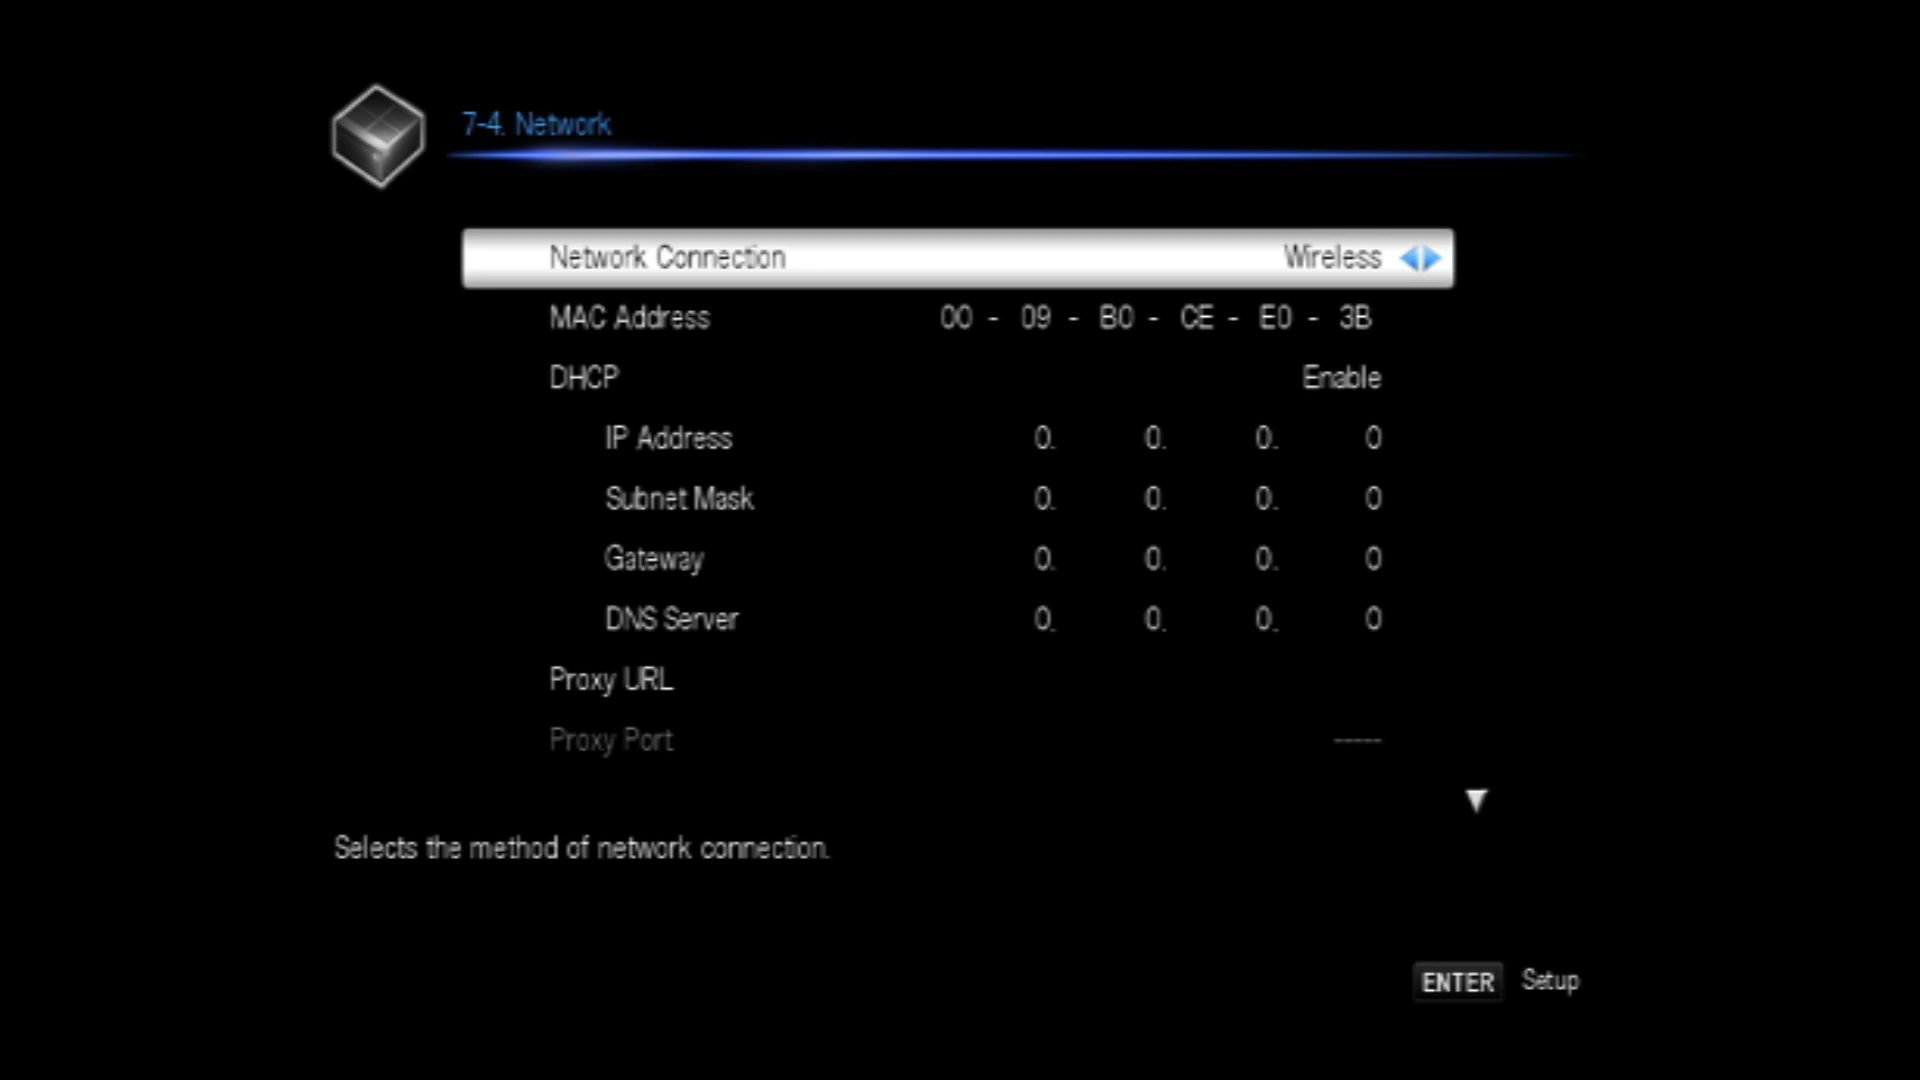 7-4. Network
Network Connection Wireless
MAC Address 00 - 09 - B0 - CE - E0 - 3B
DHCP Enable
IP Address 0. 0. 0. 0
Subnet Mask 0. 0. 0. 0
Gateway 0. 0. 0. 0
DNS Server 0. 0. 0. 0
Proxy URL
Proxy Port -----
Selects the method of network connection.
ENTER Setup